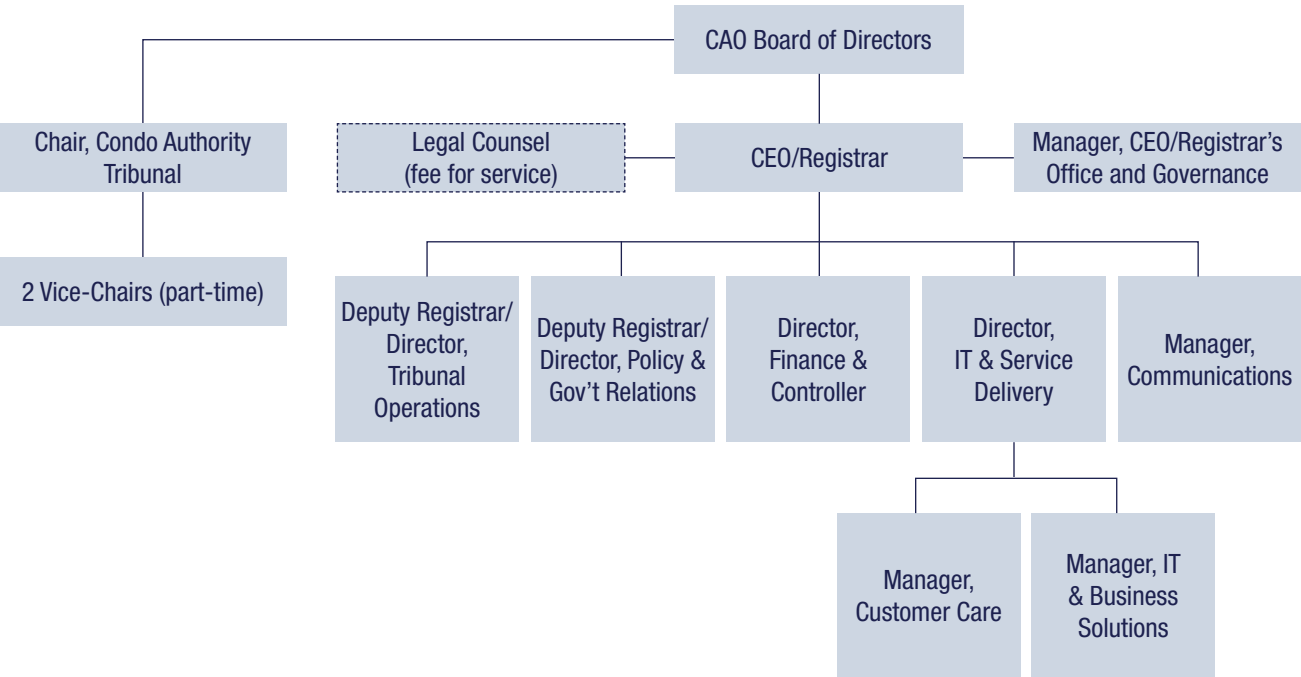 CAO Board of Directors
Chair, Condo Authority
Tribunal
Legal Counsel
(fee for service)
CEO/Registrar
Manager, CEO/Registrar’s
Office and Governance
2 Vice-Chairs (part-time)
Deputy Registrar/
Director,
Tribunal
Operations
Deputy Registrar/
Director, Policy &
Gov’t Relations
Director,
Finance &
Controller
Director,
IT & Service
Delivery
Manager,
Communications
Manager,
Customer Care
Manager, IT
& Business
Solutions